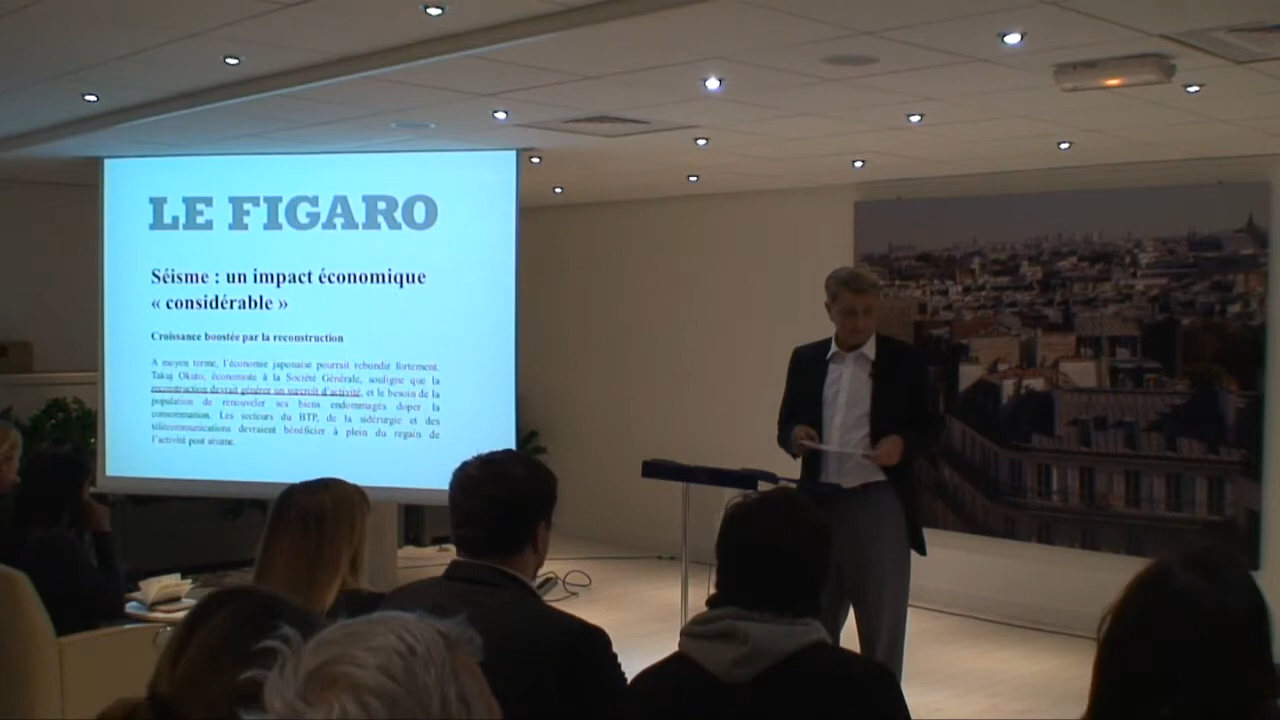 LE FIGARO
Séisme : un impact économique
« considérable »
Croissance boostée par la reconstruction
A moyen terme, l'économie japonaise pourrait rebondir fortement.
Takuj Okuto, économiste à la Société Générale, souligne que la
reconstruction devrait générer un surcroît d'activité, et le besoin de la
population de renouveler ses biens endommagés doper la
consommation. Les secteurs du BTP, de la sidérurgie et des
télécommunications devraient bénéficier à plein du regain de
l'activité post séisme.